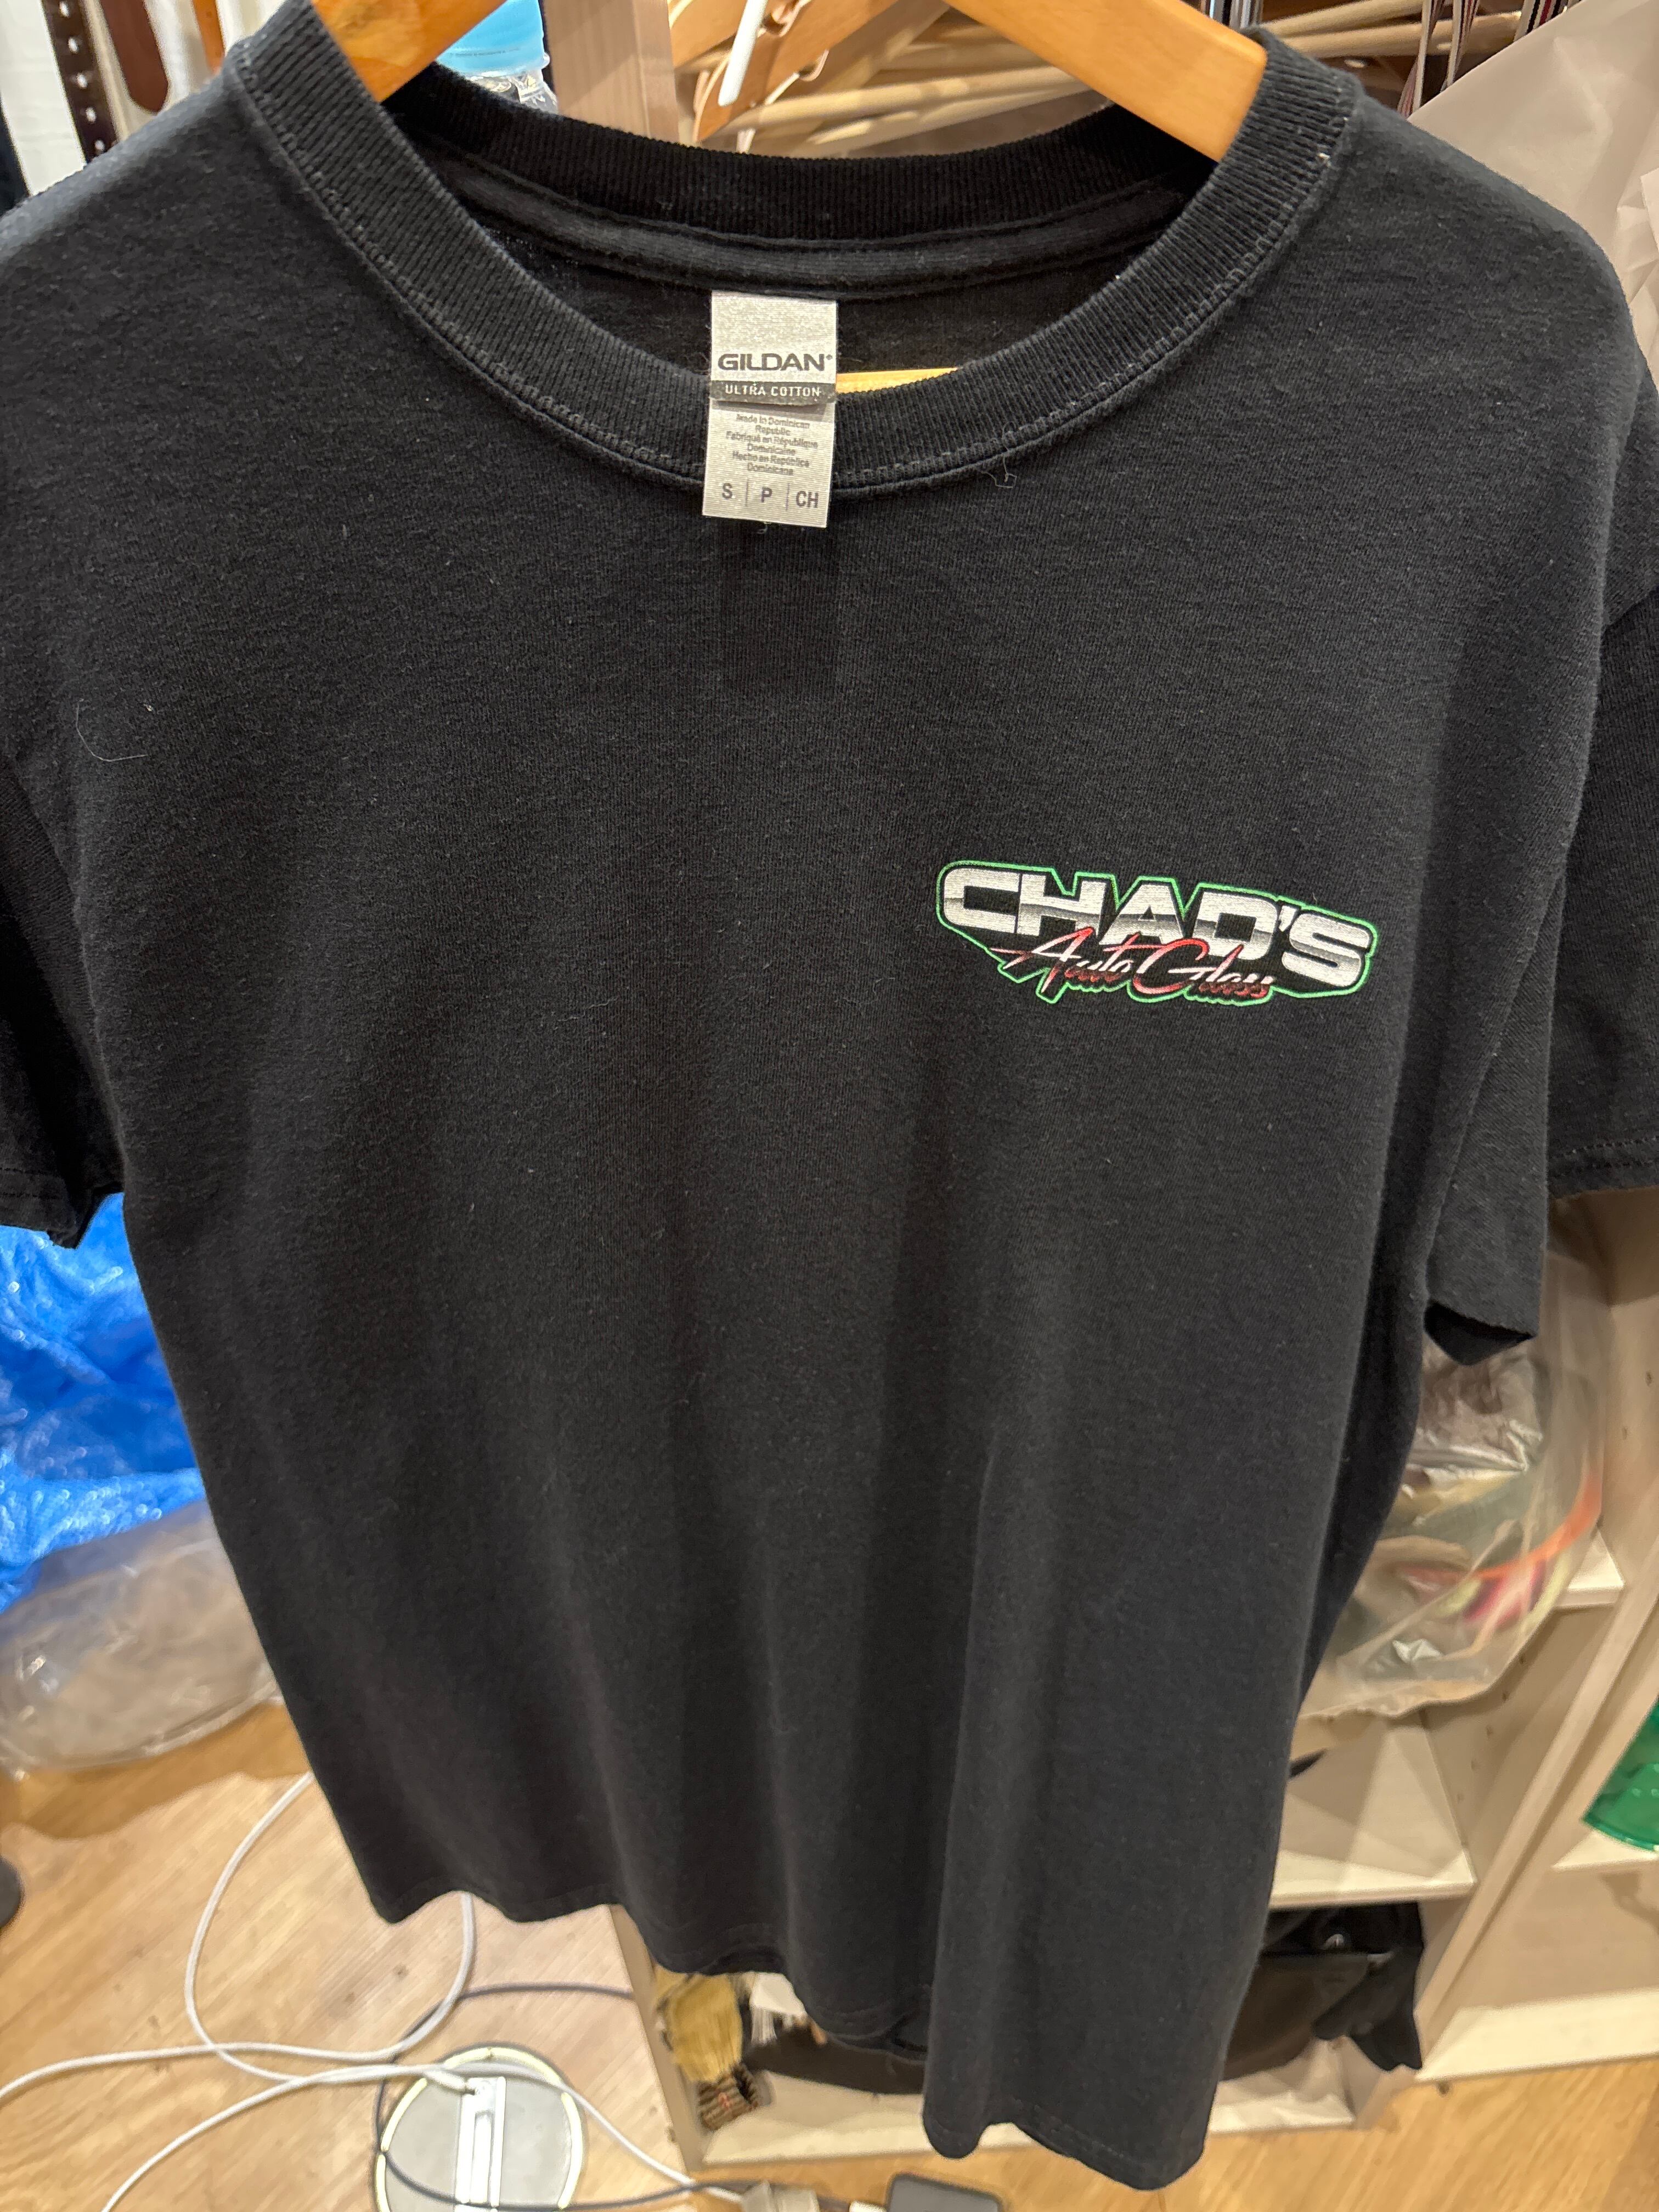 GILDAN®
ULTRA COTTON
Made in Dominican
Republic
Fabriqué en République
Dominicaine
Hecho en República
Dominicana
S | P | CH
CHAD'S
Auto Glass